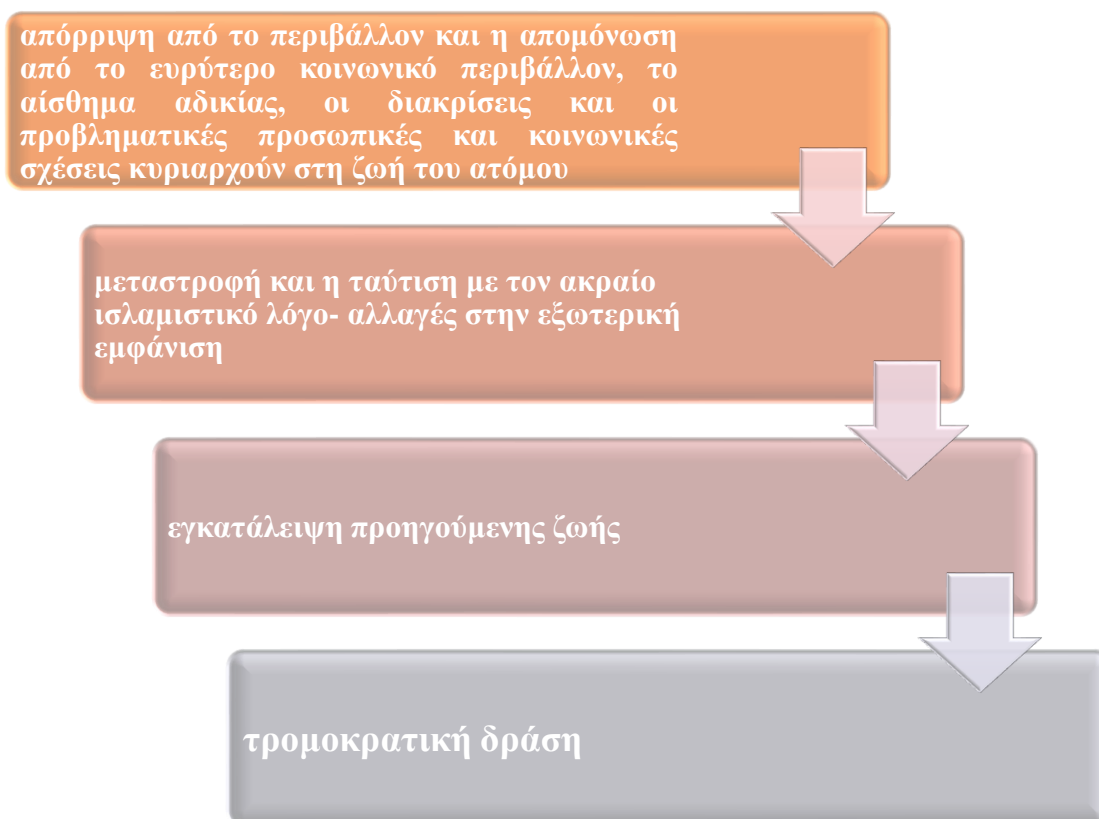 απόρριψη από το περιβάλλον και η απομόνωση
από το ευρύτερο κοινωνικό περιβάλλον, το
αίσθημα αδικίας, οι διακρίσεις και οι
προβληματικές προσωπικές και κοινωνικές
σχέσεις κυριαρχούν στη ζωή του ατόμου
μεταστροφή και η ταύτιση με τον ακραίο
ισλαμιστικό λόγο- αλλαγές στην εξωτερική
εμφάνιση
εγκατάλειψη προηγούμενης ζωής
τρομοκρατική δράση